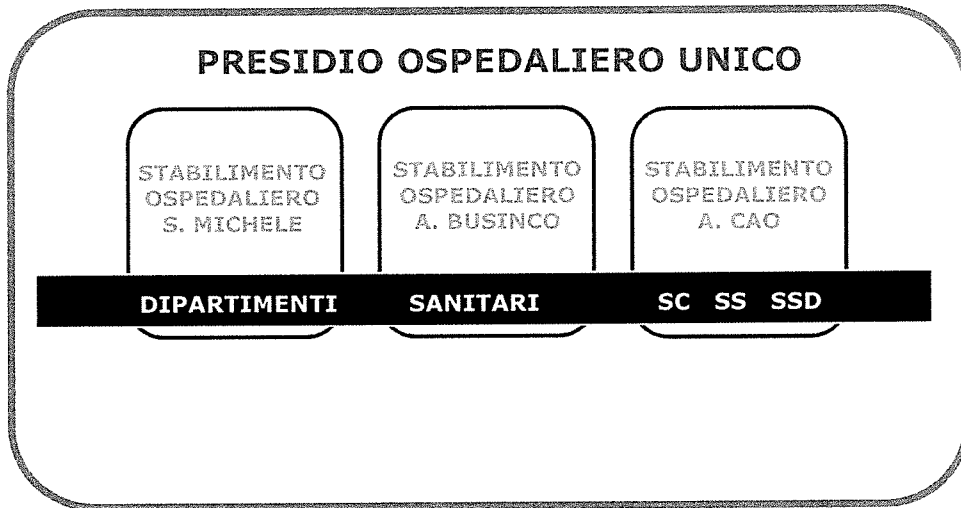 PRESIDIO OSPEDALIERO UNICO
STABILIMENTO
OSPEDALIERO
S. MICHELE
STABILIMENTO
OSPEDALIERO
A. BUSINCO
STABILIMENTO
OSPEDALIERO
A. CAO
DIPARTIMENTI SANITARI SC SS SSD